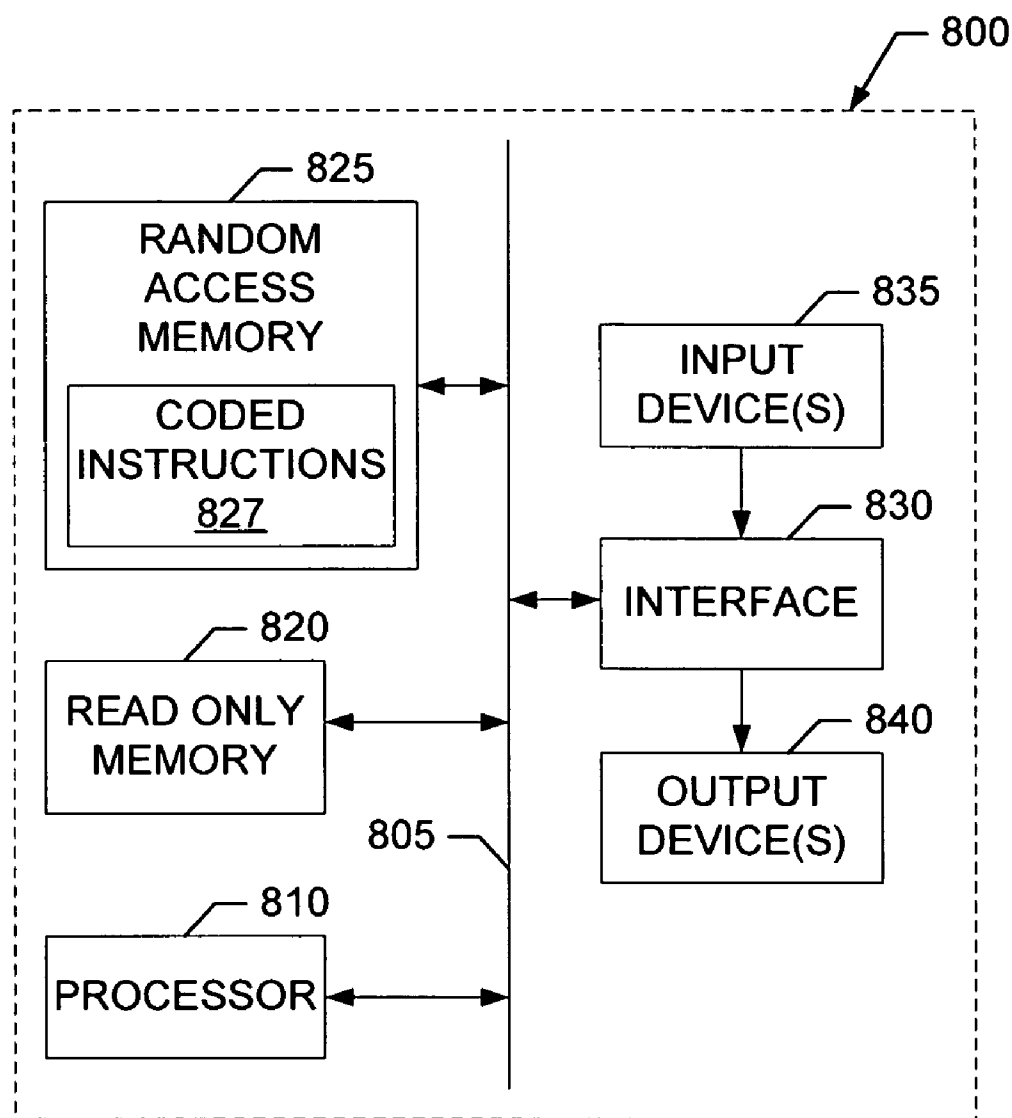 800
825
RANDOM
ACCESS
MEMORY
CODED
INSTRUCTIONS
827
835
INPUT
DEVICE(S)
830
INTERFACE
820
READ ONLY
MEMORY
840
OUTPUT
DEVICE(S)
805
810
PROCESSOR